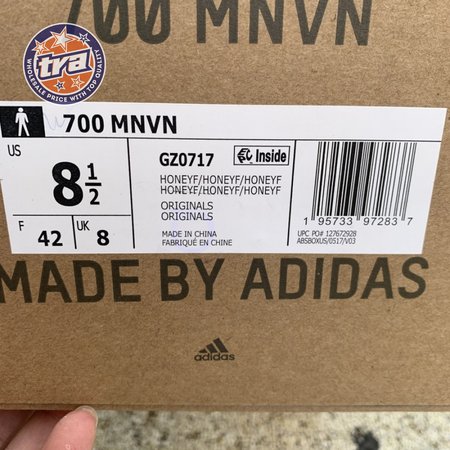 700 MNVN
tra
WHOLESALE PRICE WITH TOP QUALITY
700 MNVN
US
8 1/2
F 42
UK 8
GZ0717
Inside
HONEYF/HONEYF/HONEYF
HONEYF/HONEYF/HONEYF
ORIGINALS
ORIGINALS
MADE IN CHINA
FABRIQUÉ EN CHINE
1 95733 97283 7
UPC PO# 127672928
ABSBOXUS/0517/V03
MADE BY ADIDAS
adidas